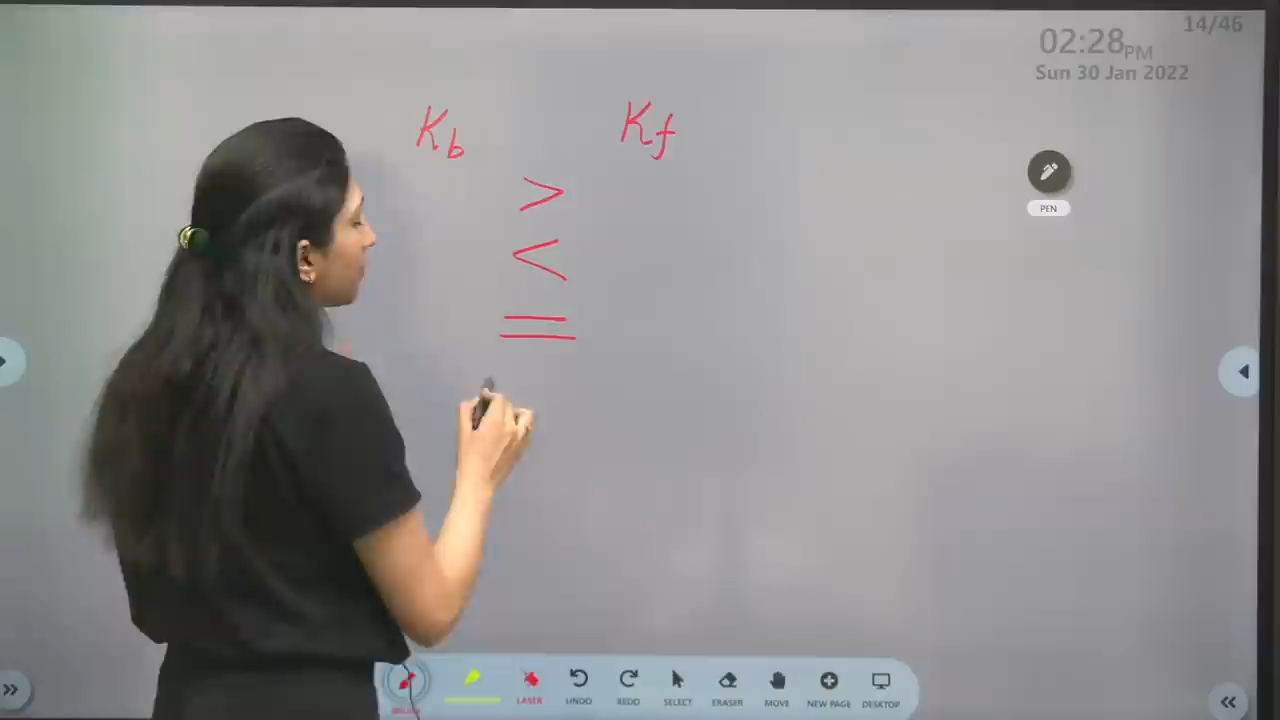 14/46
02:28PM
Sun 30 Jan 2022
Kb Kf
>
<
=
PEN
LASER UNDO REDO SELECT ERASER MOVE NEW PAGE DESKTOP